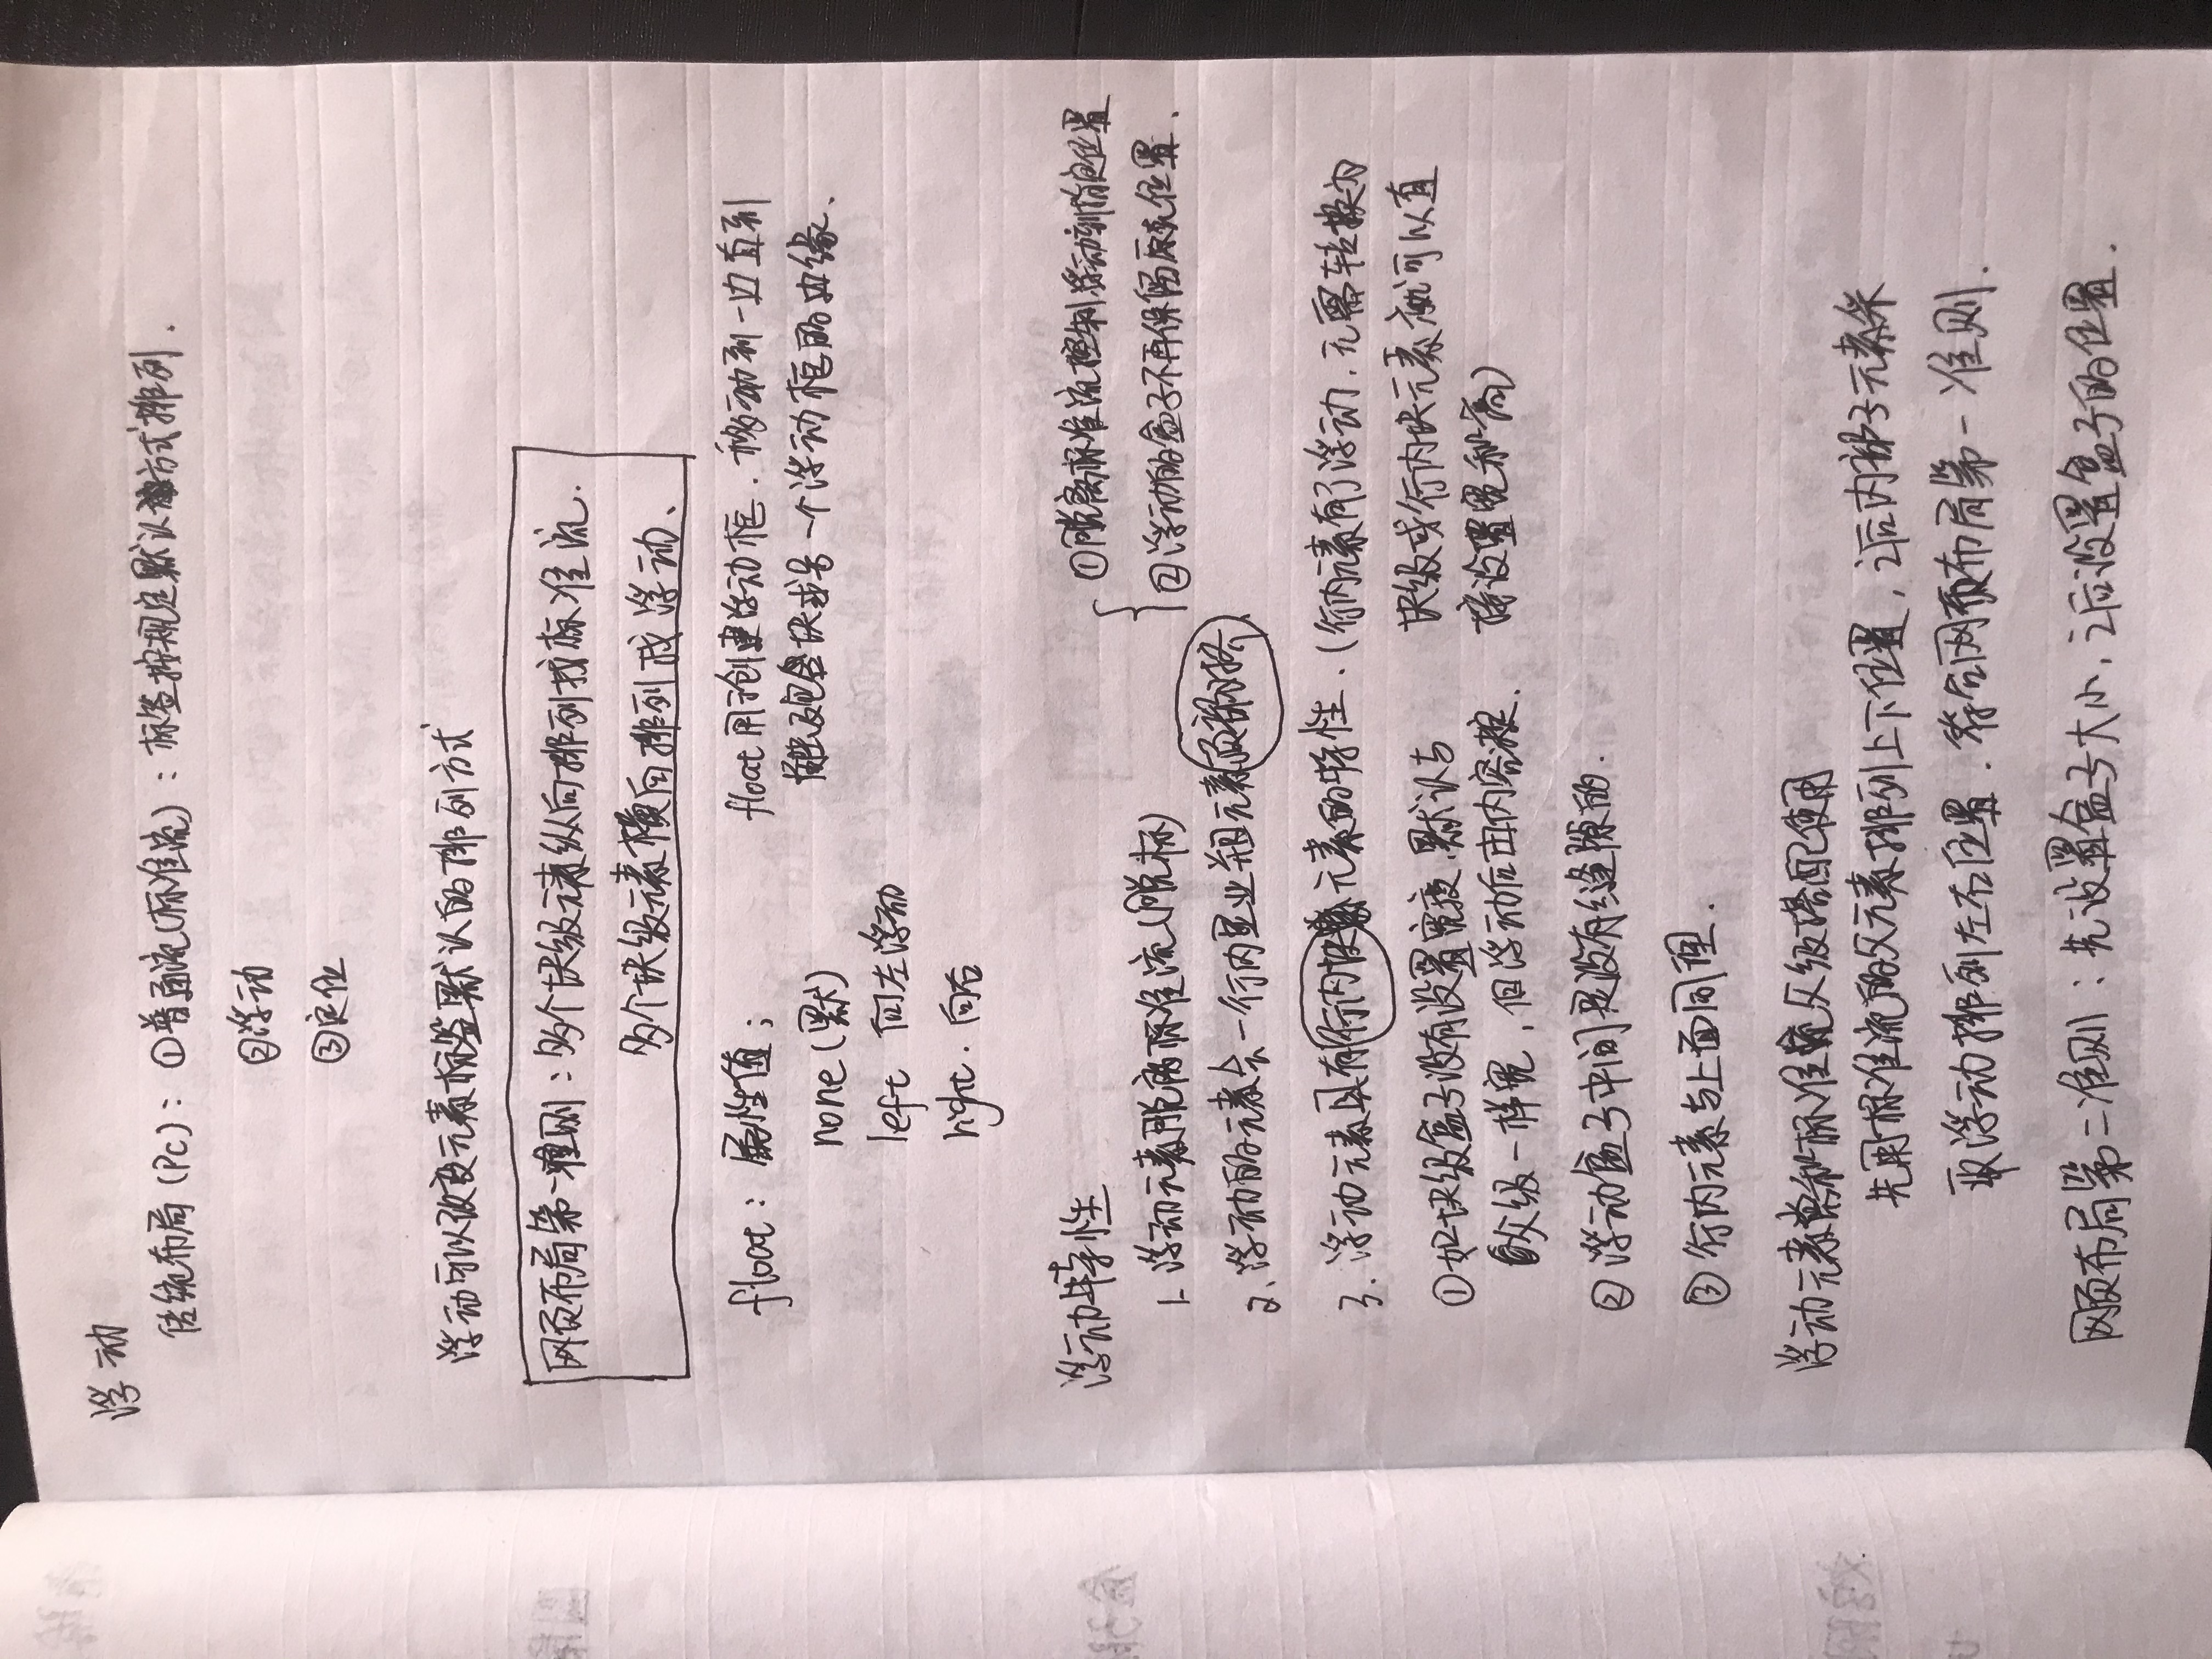 浮动
传统布局(PC): ①普通流(标准流): 标签按规定默认方式排列.
②浮动
③定位
浮动可以改变元素标签默认的排列方式
网页布局第一准则: 多个块级元素纵向排列找标准流.
多个块级元素横向排列找浮动、
float: 属性值;
none(默)
left 向左浮动
right. 向右
float用于创建浮动框. 移动到一边直到
触及包含块或另一个浮动框的边缘、
浮动特性
1. 浮动元素脱离标准流(脱标)
①脱离标准流控制浮动到指定位置
②浮动的盒子不再保留原先位置.
2、浮动的元素会一行内显示并且元素顶部对齐
3. 浮动元素具有行内块元素的特性. (行内元素有了浮动, 无需转换为
块级或行内块元素就可以直
接设置宽和高)
①如块级盒子没有设置宽度, 默认与
父级一样宽, 但浮动后由内容决定.
②浮动盒子中间是没有缝隙的.
③行内元素与上面同理.
浮动元素常和标准流父级搭配使用
先用标准流的父元素排列上下位置, 之后内部子元素采
取浮动排列左右位置. 符合网页布局第一准则.
网页布局第二准则: 先设置盒子大小, 之后设置盒子的位置.